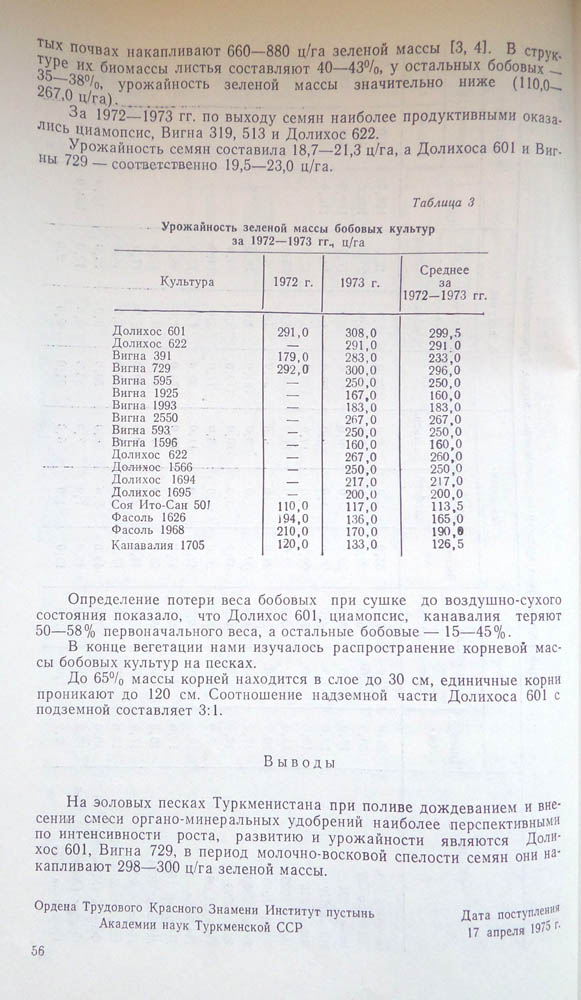 тых почвах накапливают 660—880 ц/га зеленой массы [3, 4]. В струк-
туре их биомассы листья составляют 40—43%, у остальных бобовых —
35—38%, урожайность зеленой массы значительно ниже (110,0—
267,0 ц/га).
За 1972—1973 гг. по выходу семян наиболее продуктивными оказа-
лись циамопсис, Вигна 319, 513 и Долихос 622.
Урожайность семян составила 18,7—21,3 ц/га, а Долихоса 601 и Виг-
ны 729 — соответственно 19,5—23,0 ц/га.
Таблица 3
Урожайность зеленой массы бобовых культур
за 1972—1973 гг., ц/га
Культура 1972 г. 1973 г. Среднее за 1972—1973 гг.
Долихос 601 291,0 308,0 299,5
Долихос 622 — 291,0 291 0
Вигна 391 179,0 283,0 233,0
Вигна 729 292,0 300,0 296,0
Вигна 595 — 250,0 250,0
Вигна 1925 — 167,0 160,0
Вигна 1993 — 183,0 183,0
Вигна 2550 — 267,0 267,0
Вигна 593 — 250,0 250,0
Вигна 1596 — 160,0 160,0
Долихос 622 — 267,0 260,0
Долихос 1566 — 250,0 250,0
Долихос 1694 — 217,0 217,0
Долихос 1695 — 200,0 200,0
Соя Ито-Сан 501 110,0 117,0 113,5
Фасоль 1626 194,0 136,0 165,0
Фасоль 1968 210,0 170,0 190,0
Канавалия 1705 120,0 133,0 126,5
Определение потери веса бобовых при сушке до воздушно-сухого
состояния показало, что Долихос 601, циамопсис, канавалия теряют
50—58% первоначального веса, а остальные бобовые — 15—45%.
В конце вегетации нами изучалось распространение корневой мас-
сы бобовых культур на песках.
До 65% массы корней находится в слое до 30 см, единичные корни
проникают до 120 см. Соотношение надземной части Долихоса 601 с
подземной составляет 3:1.
Выводы
На эоловых песках Туркменистана при поливе дождеванием и вне-
сении смеси органо-минеральных удобрений наиболее перспективными
по интенсивности роста, развитию и урожайности являются Доли-
хос 601, Вигна 729, в период молочно-восковой спелости семян они на-
капливают 298—300 ц/га зеленой массы.
Ордена Трудового Красного Знамени Институт пустынь
Академии наук Туркменской ССР
Дата поступления
17 апреля 1975 г.
56